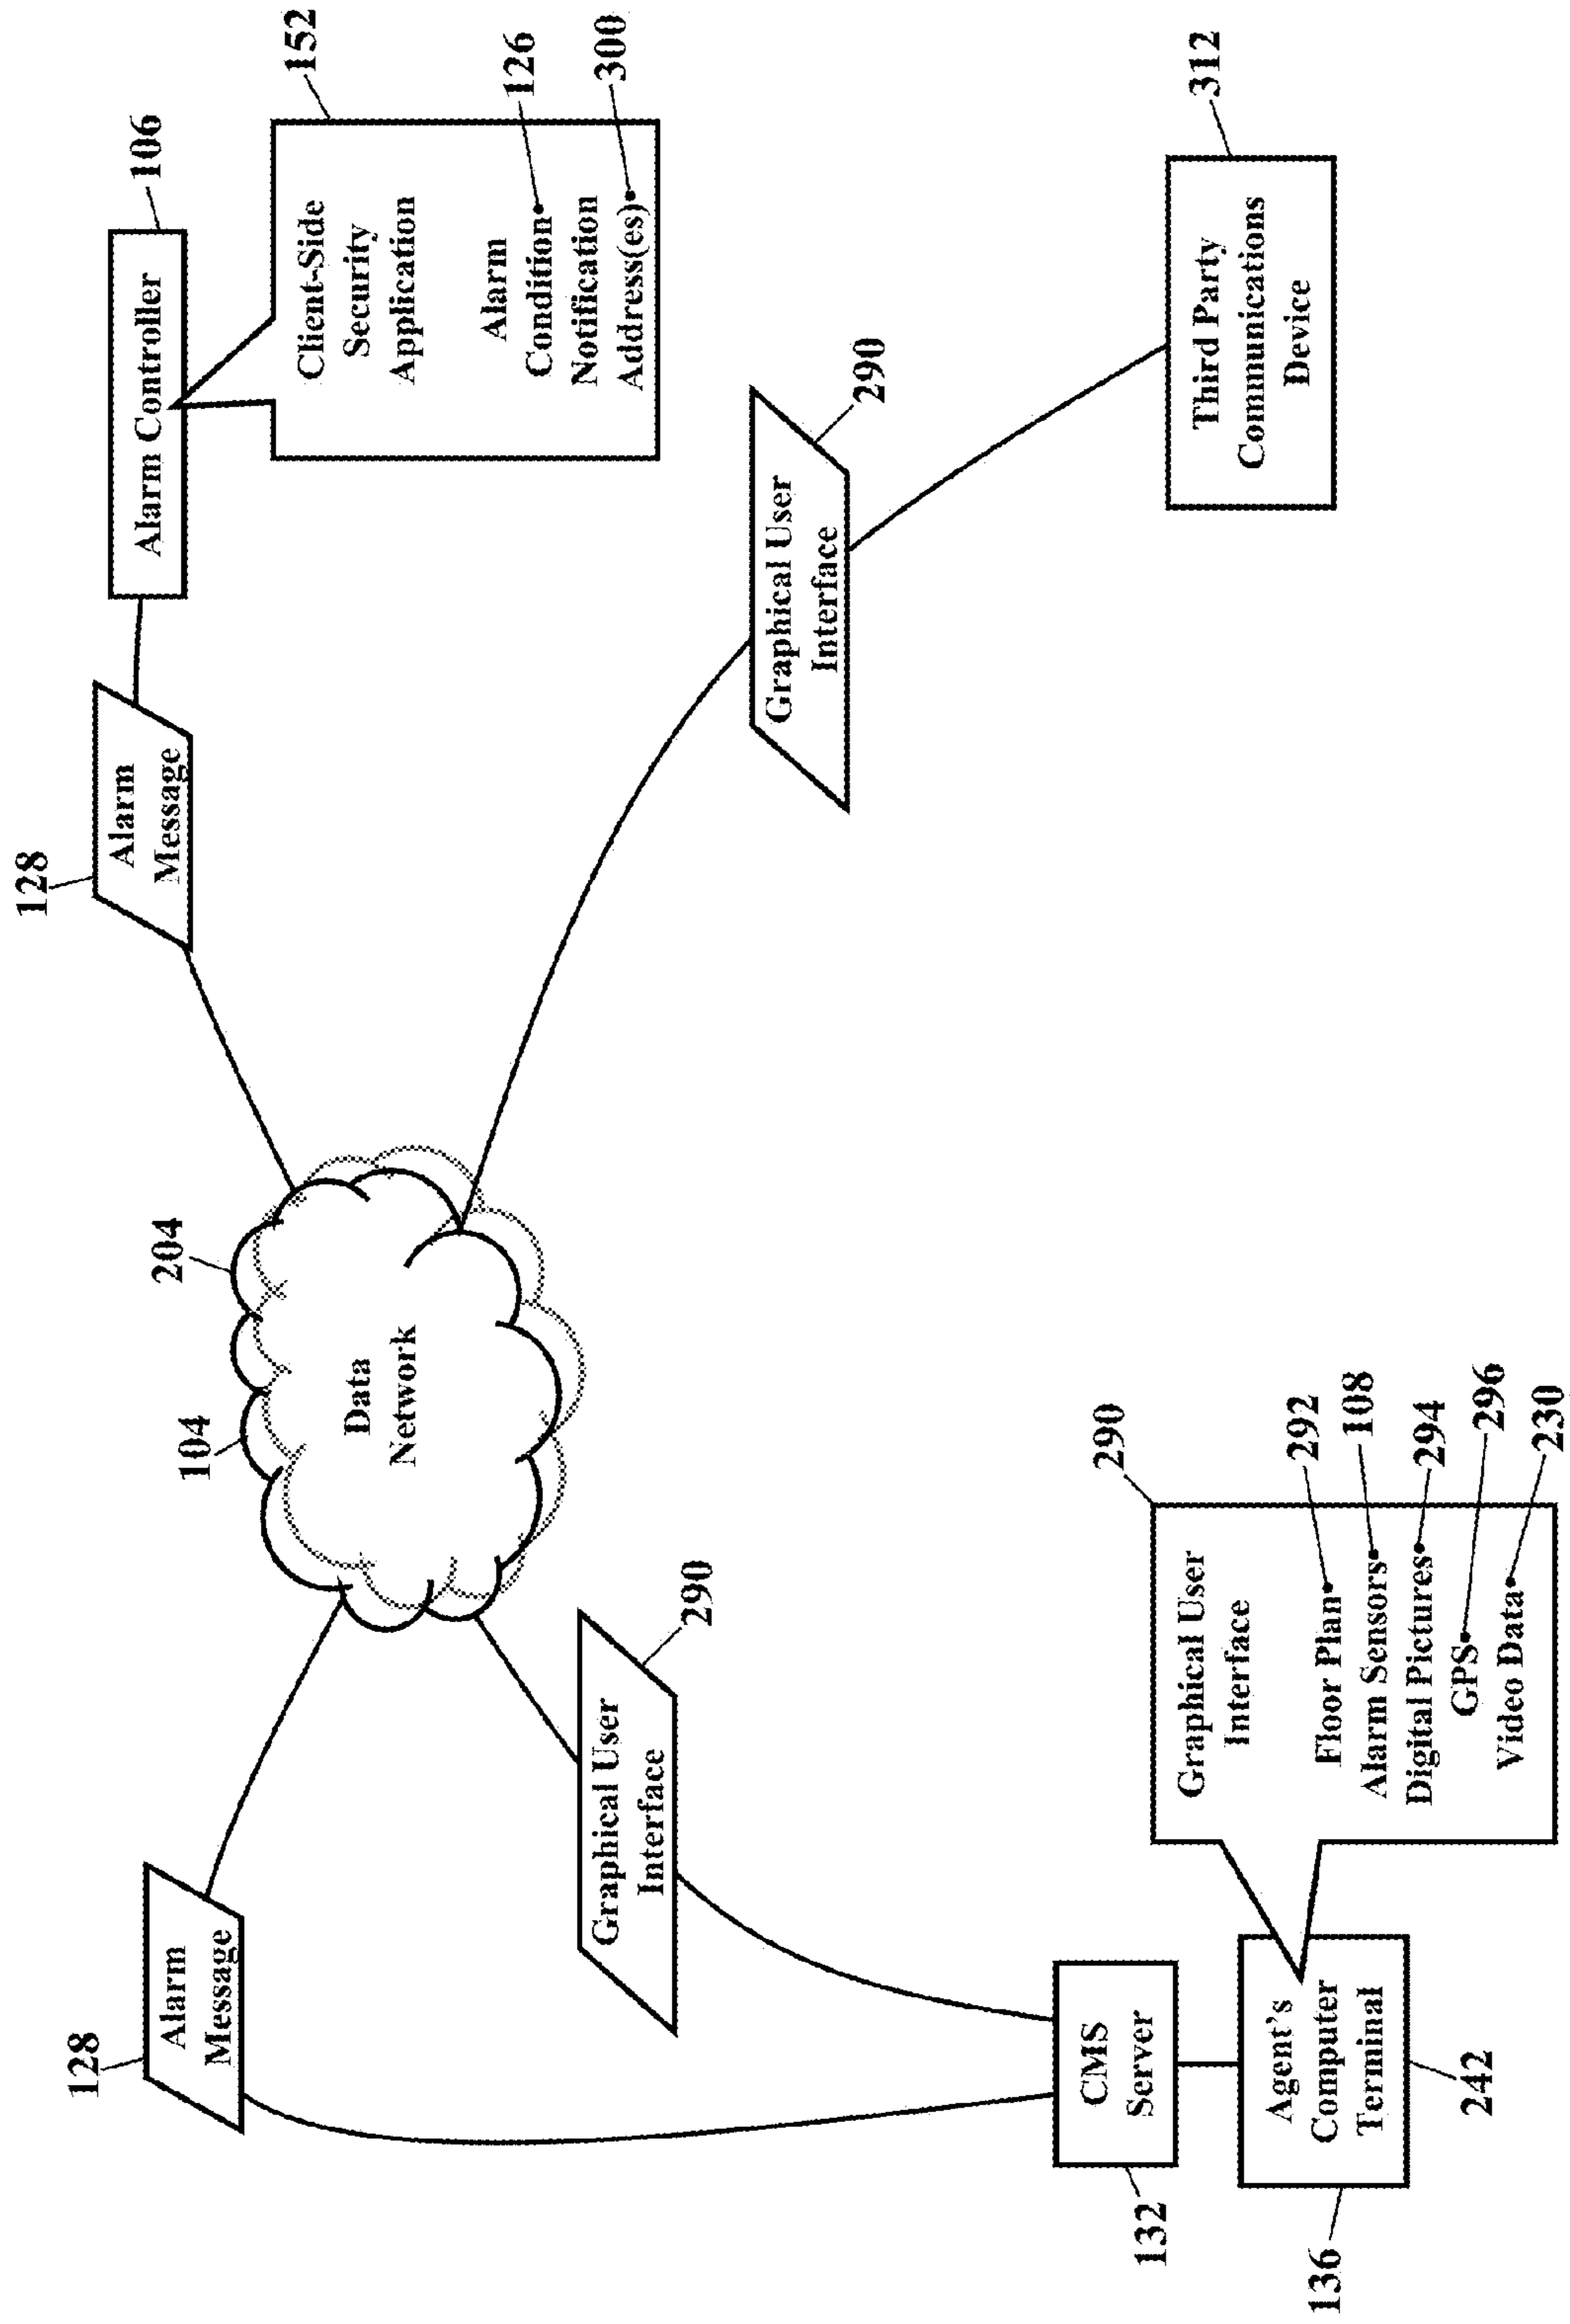 128
Alarm
Message
106
Alarm Controller
152
Client-Side
Security
Application
Alarm
Condition
126
Notification
Address(es)
300
104
204
Data
Network
128
Alarm
Message
290
Graphical User
Interface
290
Graphical User
Interface
312
Third Party
Communications
Device
132
CMS
Server
136
Agent's
Computer
Terminal
242
290
Graphical User
Interface
Floor Plan
292
Alarm Sensors
108
Digital Pictures
294
GPS
296
Video Data
230